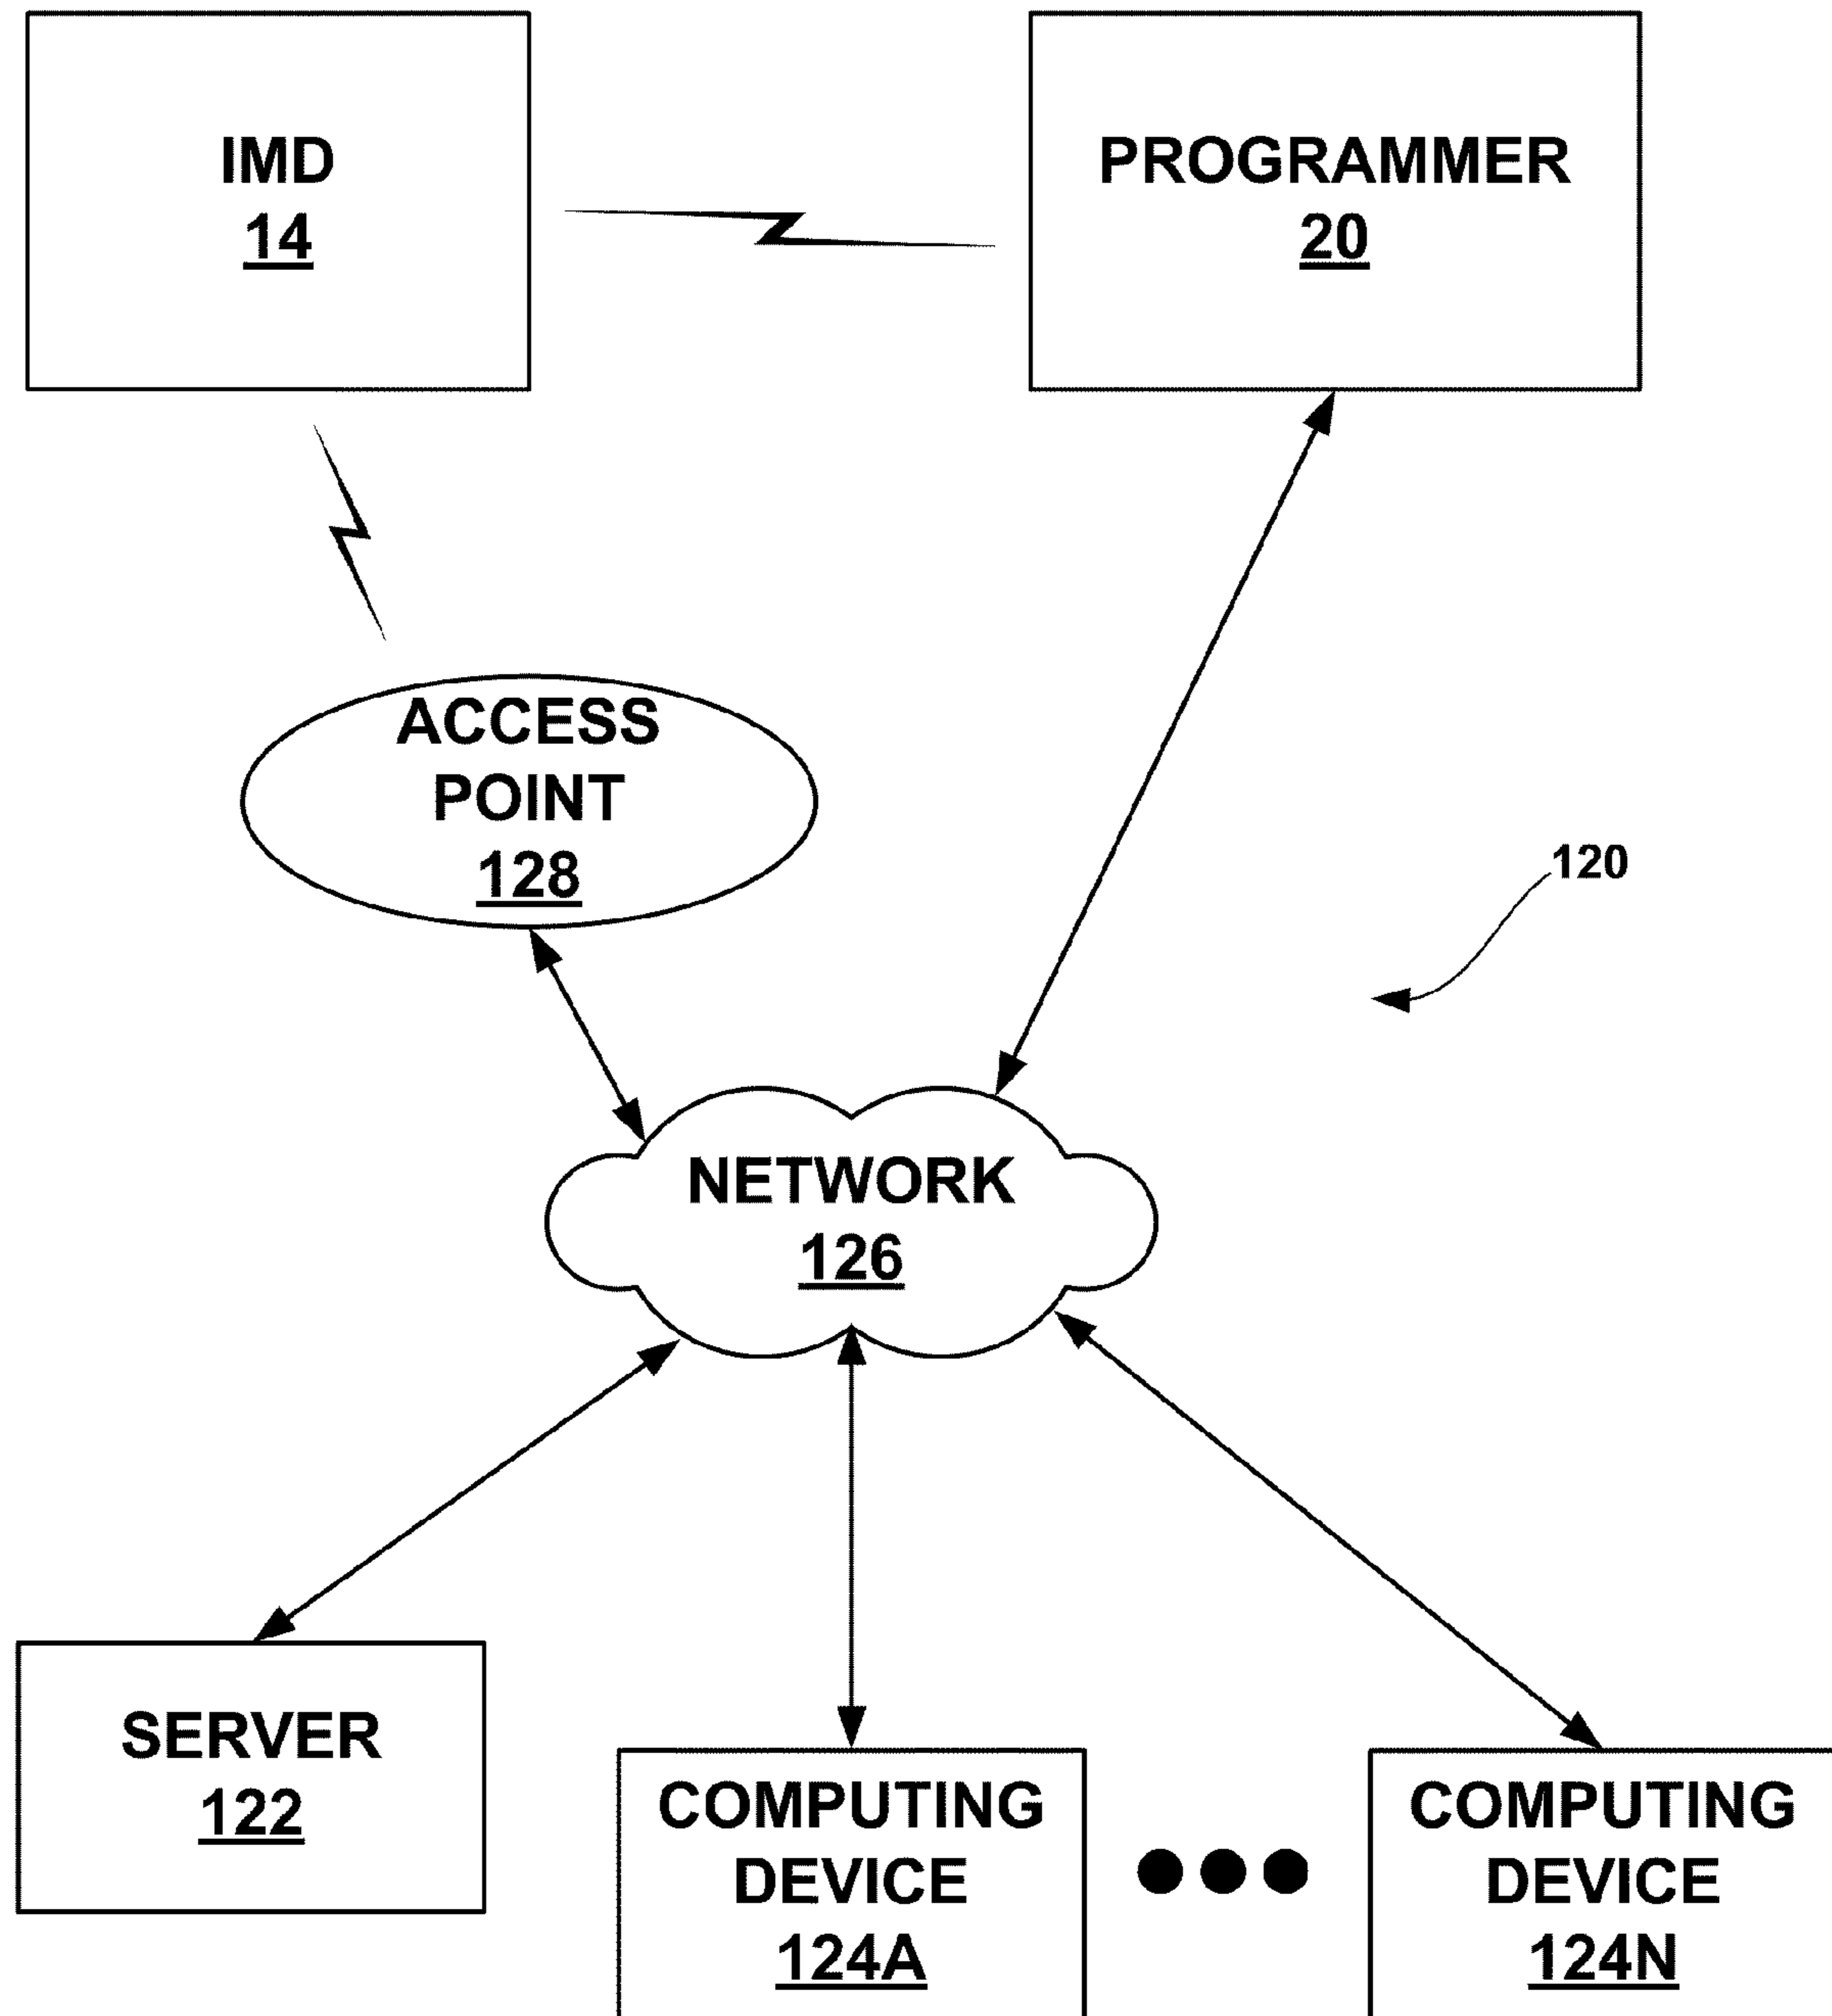 IMD
14
PROGRAMMER
20
ACCESS
POINT
128
120
NETWORK
126
SERVER
122
COMPUTING
DEVICE
124A
COMPUTING
DEVICE
124N